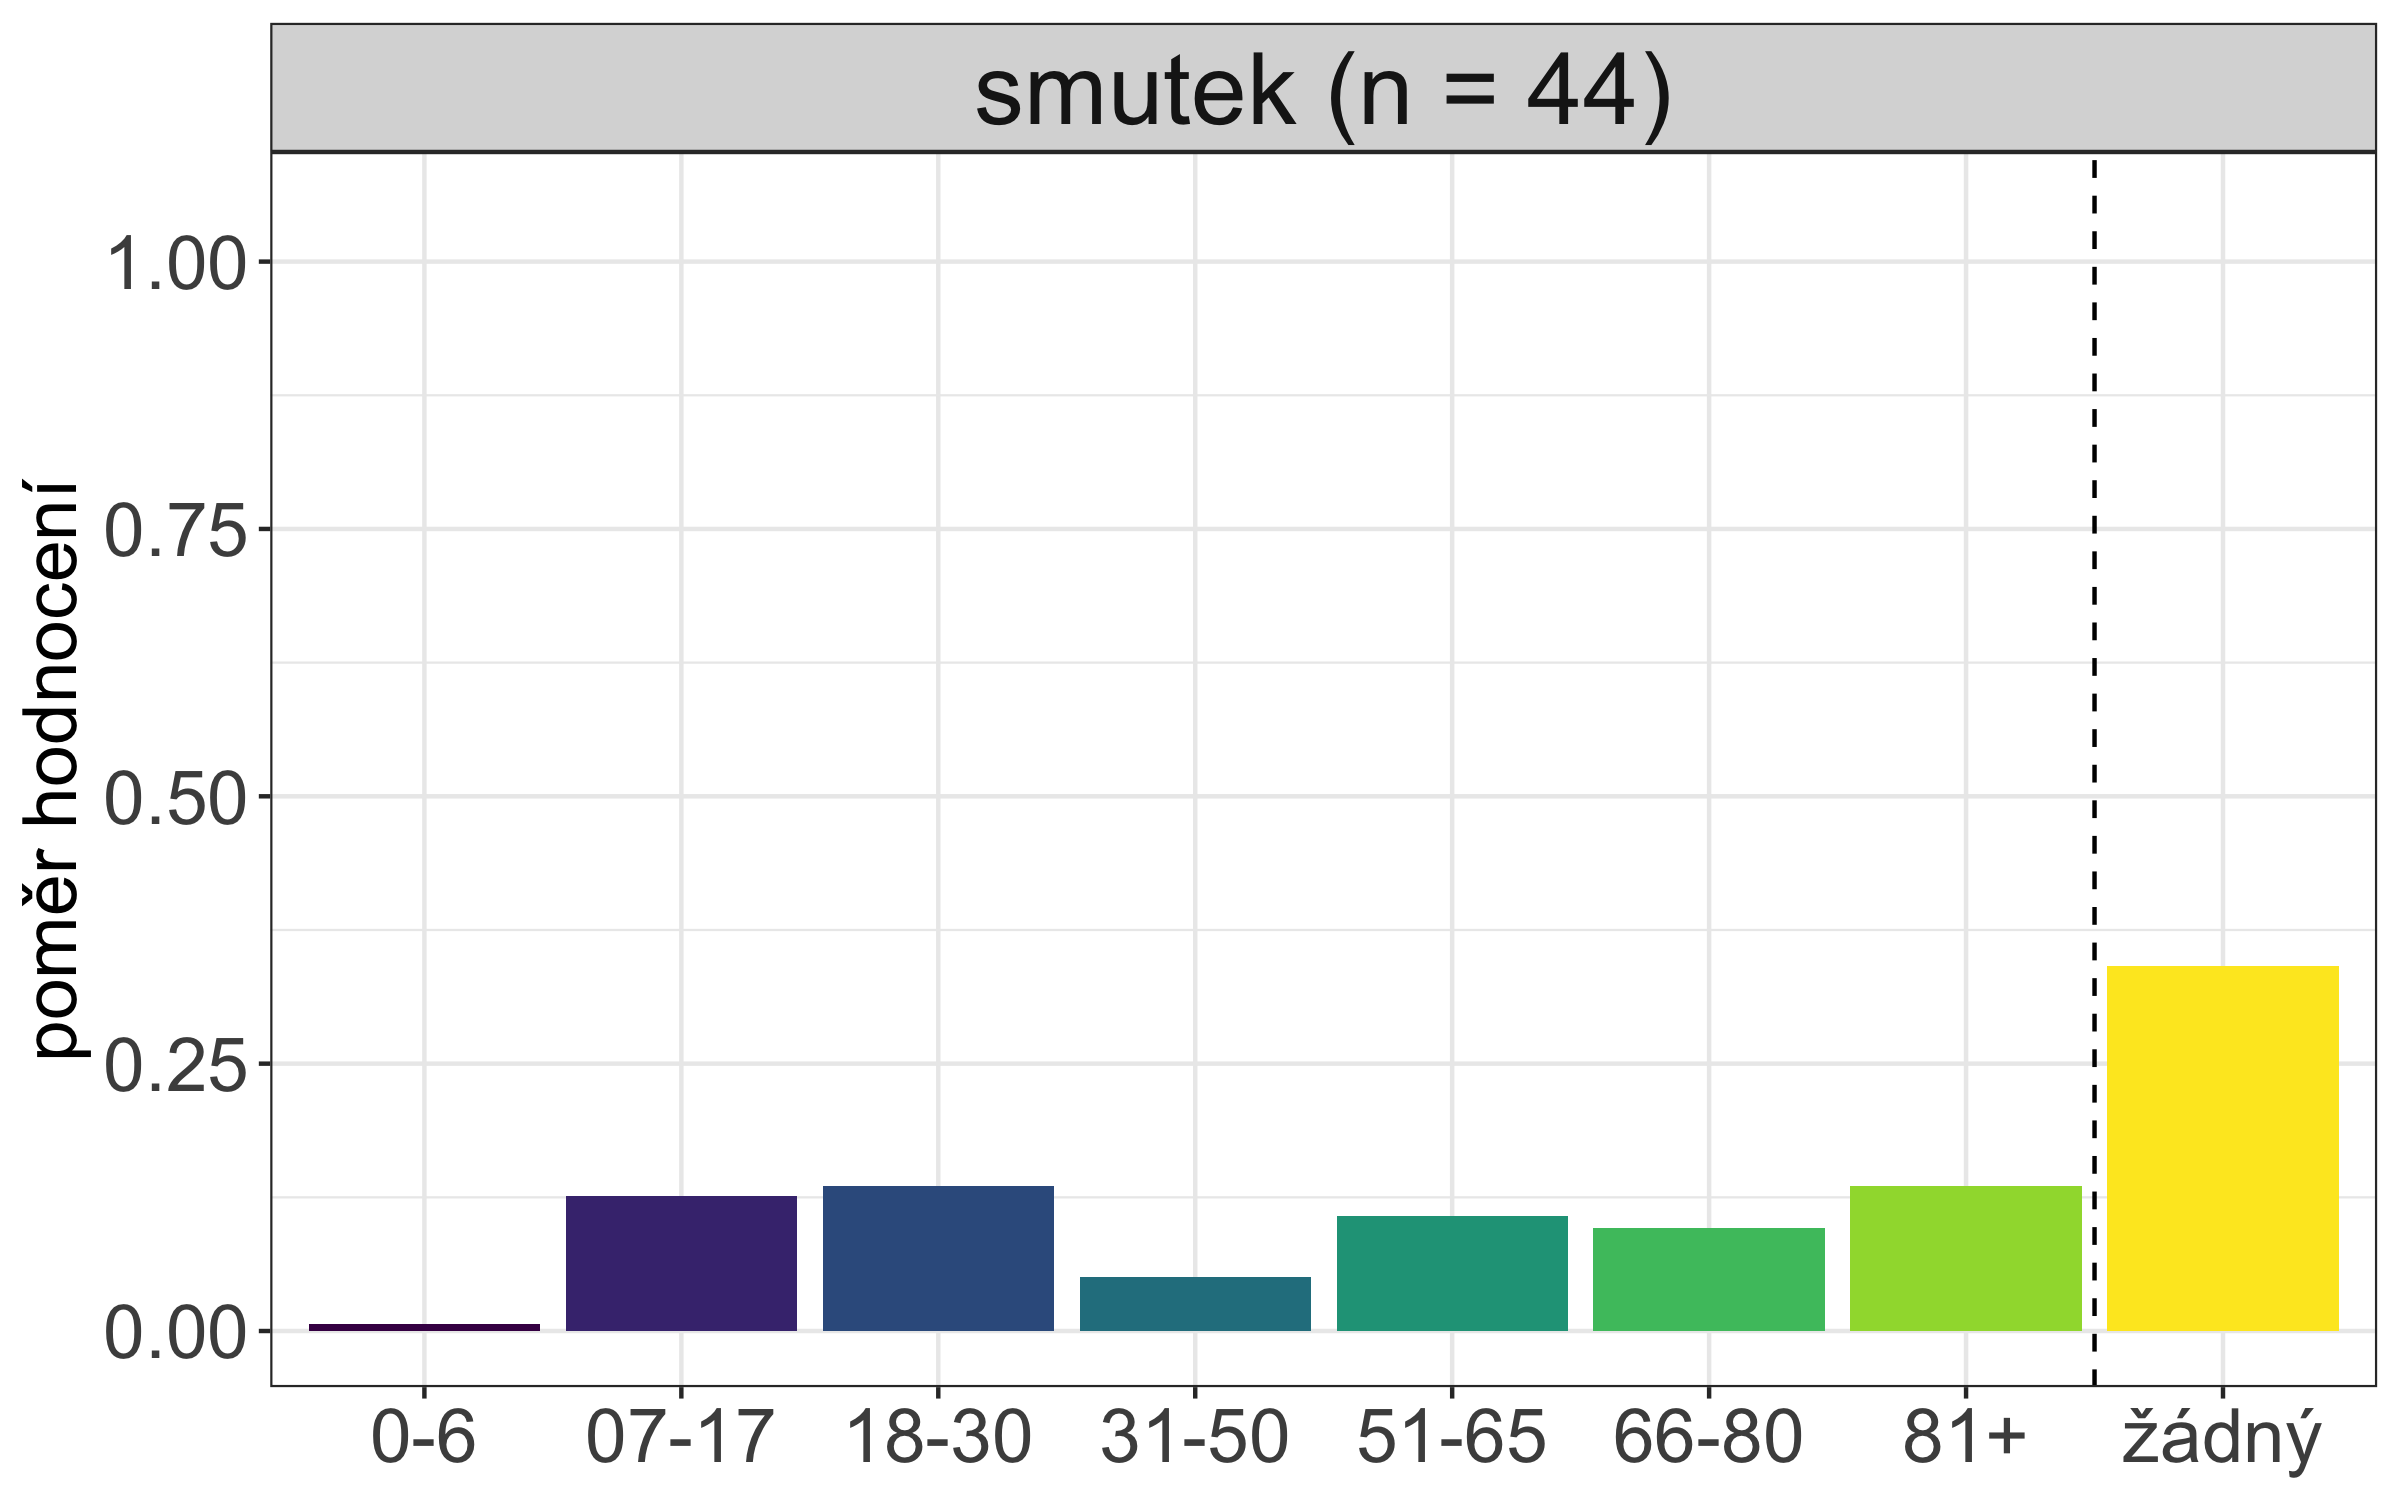 smutek (n = 44)
poměr hodnocení
1.00
0.75
0.50
0.25
0.00
0-6 07-17 18-30 31-50 51-65 66-80 81+ žádný